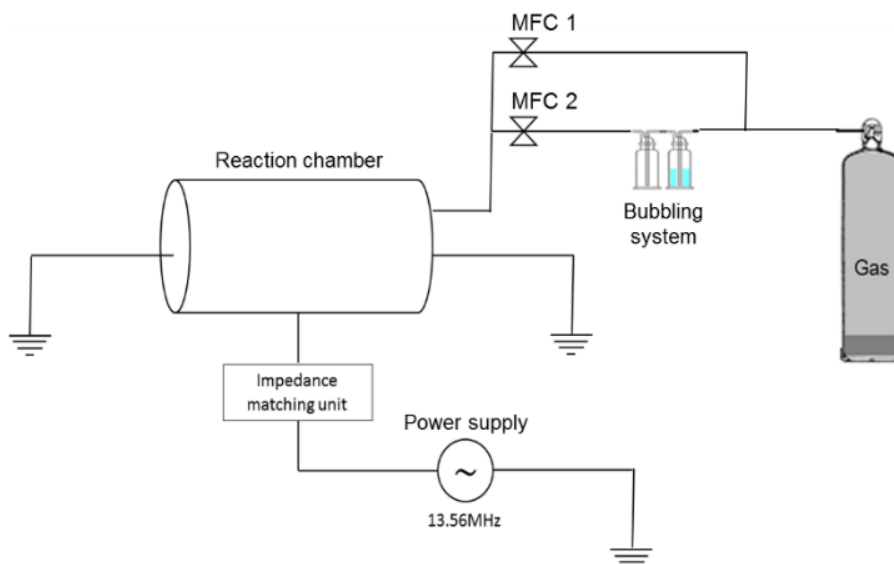 MFC 1
MFC 2
Reaction chamber
Bubbling
system
Gas
Impedance
matching unit
Power supply
~
13.56MHz